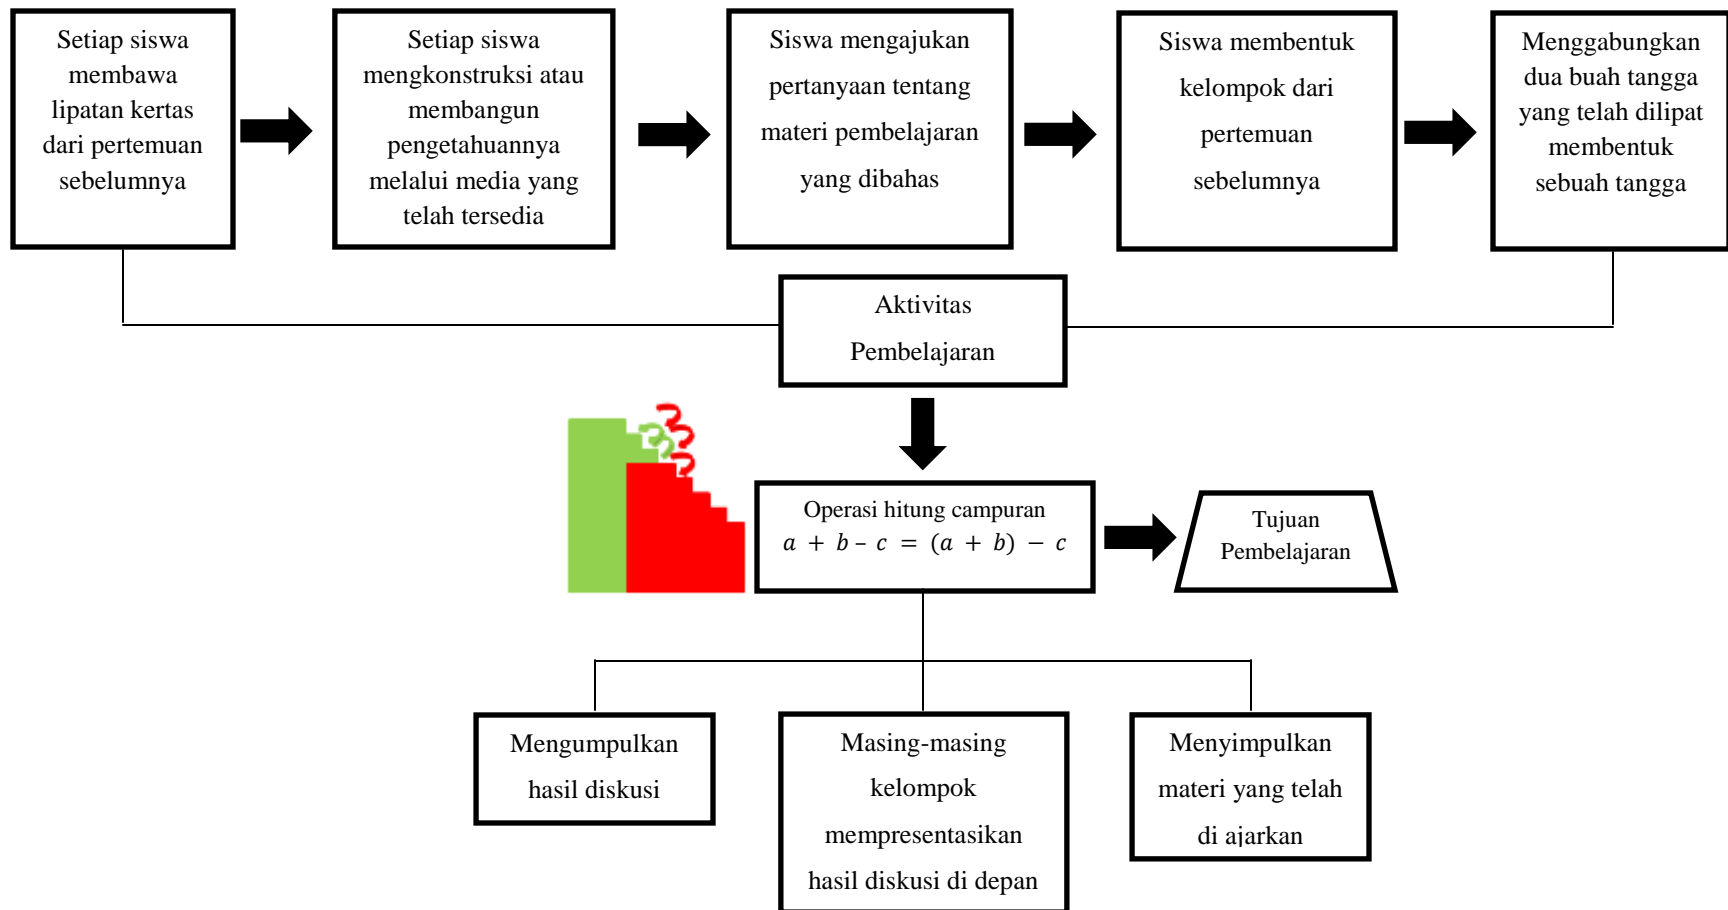 Setiap siswa
membawa
lipatan kertas
dari pertemuan
sebelumnya
Setiap siswa
mengkonstruksi atau
membangun
pengetahuannya
melalui media yang
telah tersedia
Siswa mengajukan
pertanyaan tentang
materi pembelajaran
yang dibahas
Siswa membentuk
kelompok dari
pertemuan
sebelumnya
Menggabungkan
dua buah tangga
yang telah dilipat
membentuk
sebuah tangga
Aktivitas
Pembelajaran
Operasi hitung campuran
a + b – c = (a + b) − c
Tujuan
Pembelajaran
Mengumpulkan
hasil diskusi
Masing-masing
kelompok
mempresentasikan
hasil diskusi di depan
Menyimpulkan
materi yang telah
di ajarkan